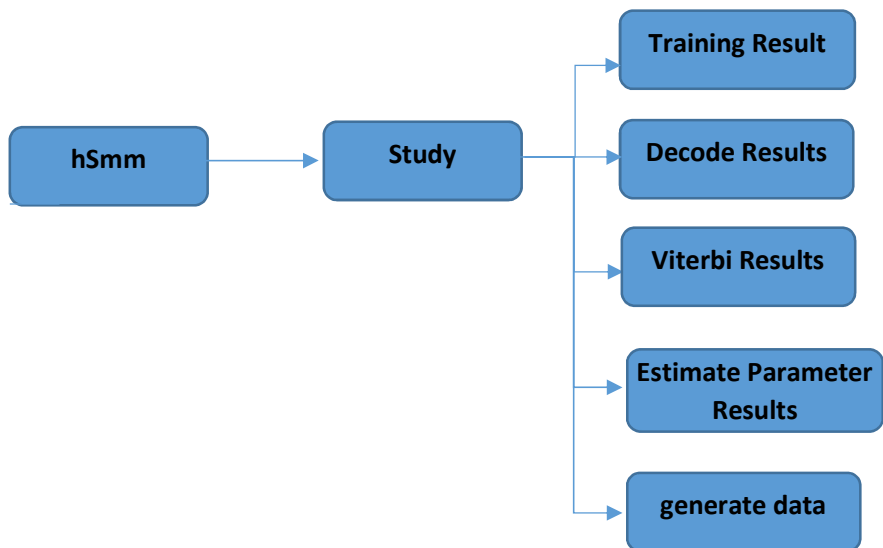 hSmm
Study
Training Result
Decode Results
Viterbi Results
Estimate Parameter
Results
generate data